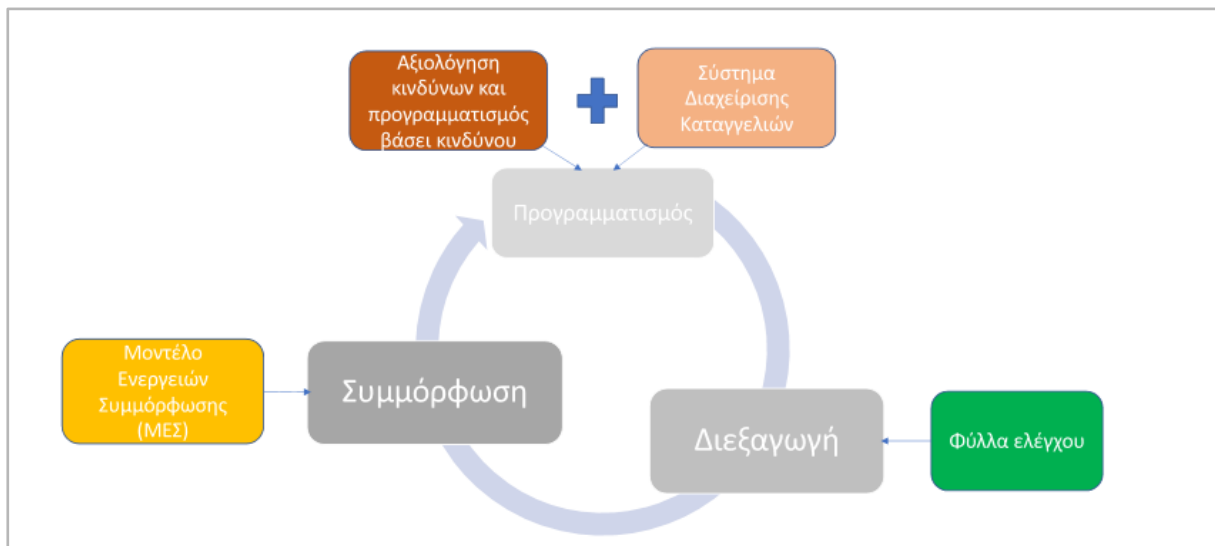 Αξιολόγηση
κινδύνων και
προγραμματισμός
βάσει κινδύνου
Σύστημα
Διαχείρισης
Καταγγελιών
Προγραμματισμός
Μοντέλο
Ενεργειών
Συμμόρφωσης
(ΜΕΣ)
Συμμόρφωση
Διεξαγωγή
Φύλλα ελέγχου